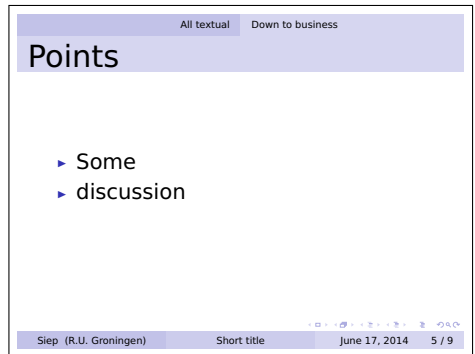 All textual Down to business
Points
Some
discussion
Siep (R.U. Groningen) Short title June 17, 2014 5 / 9